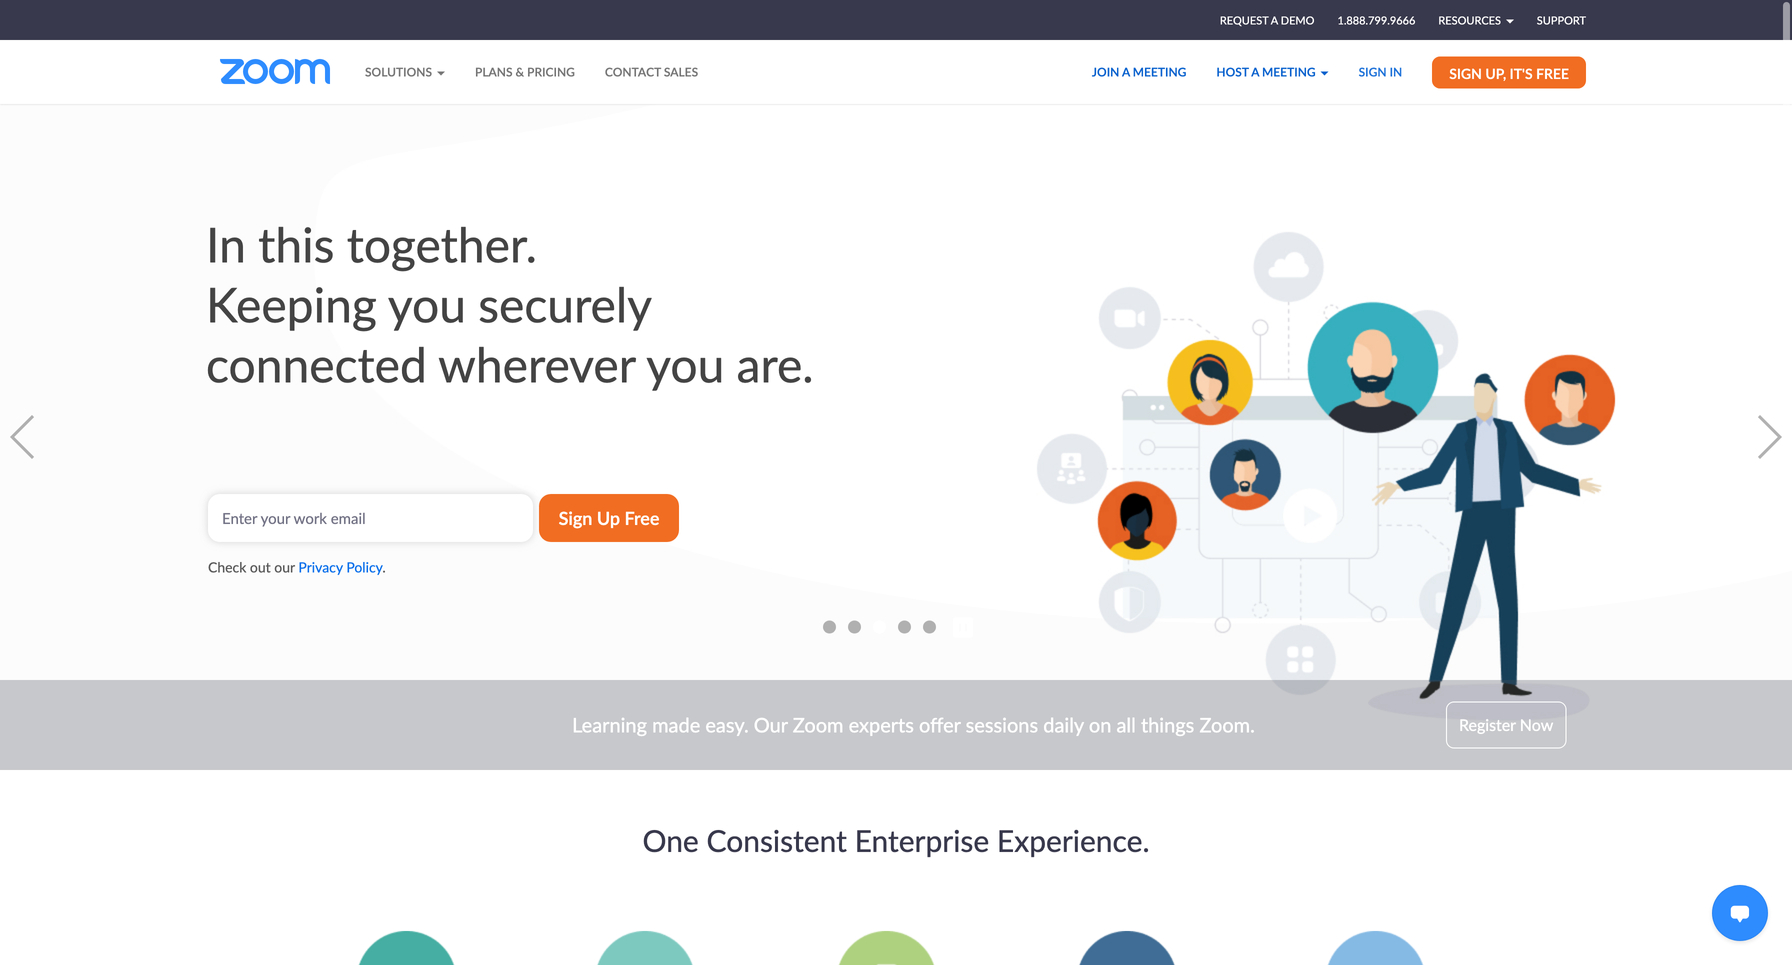 REQUEST A DEMO 1.888.799.9666 RESOURCES SUPPORT
zoom SOLUTIONS PLANS & PRICING CONTACT SALES JOIN A MEETING HOST A MEETING SIGN IN SIGN UP, IT'S FREE
In this together.
Keeping you securely
connected wherever you are.
Enter your work email Sign Up Free
Check out our Privacy Policy.
Learning made easy. Our Zoom experts offer sessions daily on all things Zoom. Register Now
One Consistent Enterprise Experience.